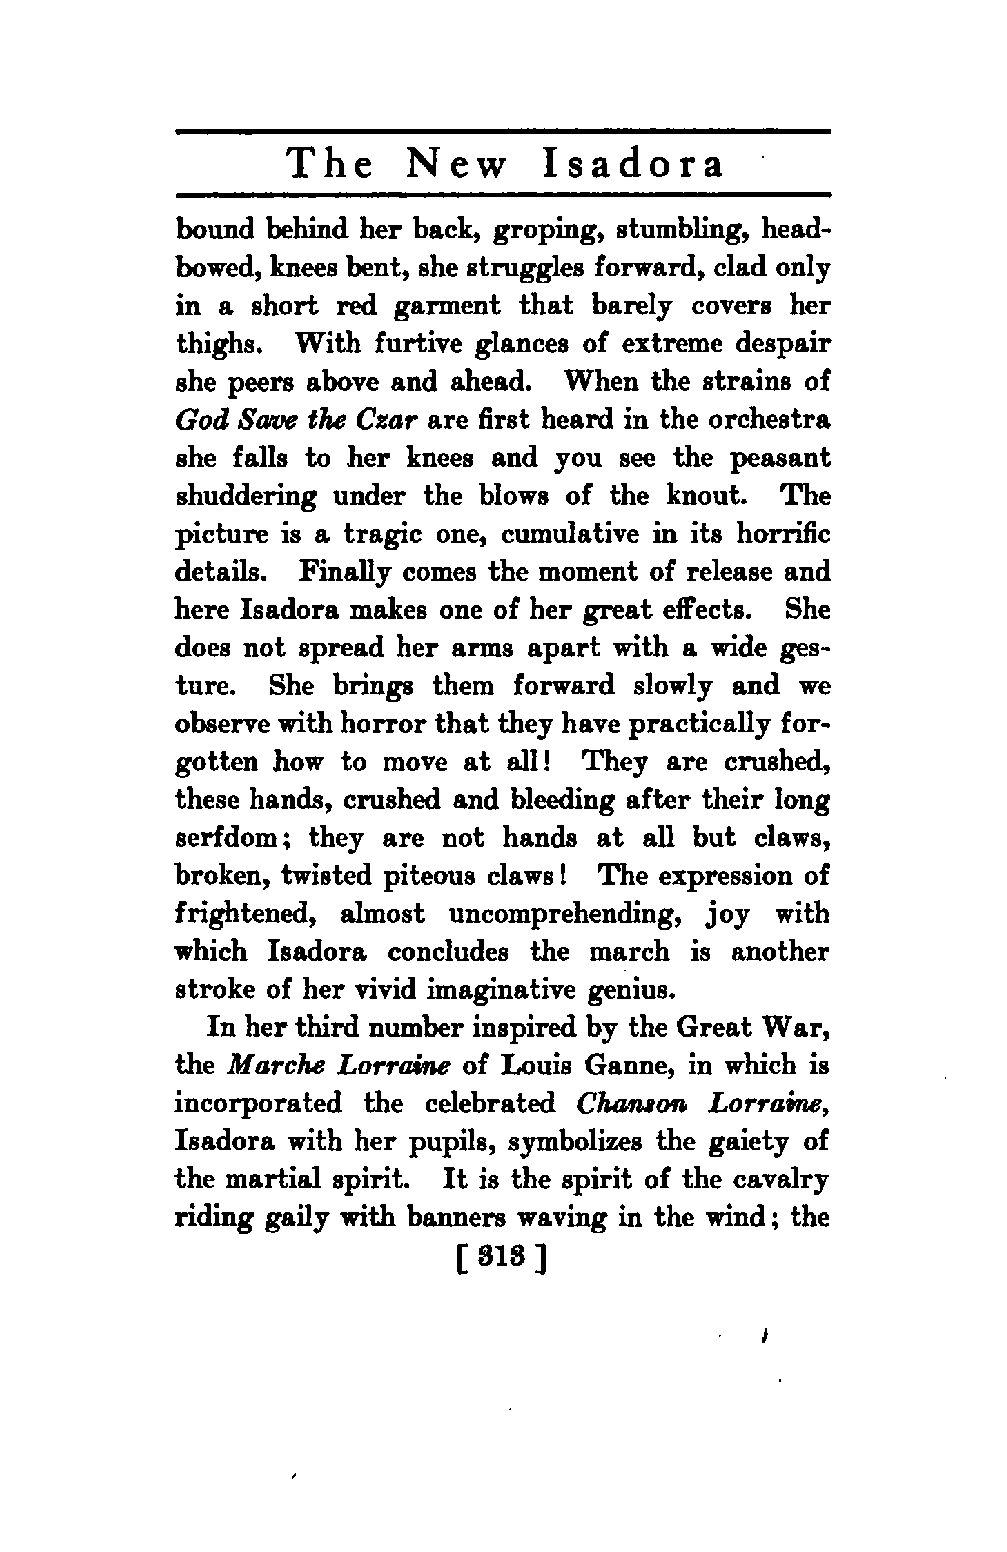 The New Isadora
bound behind her back, groping, stumbling, head-
bowed, knees bent, she struggles forward, clad only
in a short red garment that barely covers her
thighs. With furtive glances of extreme despair
she peers above and ahead. When the strains of
God Save the Czar are first heard in the orchestra
she falls to her knees and you see the peasant
shuddering under the blows of the knout. The
picture is a tragic one, cumulative in its horrific
details. Finally comes the moment of release and
here Isadora makes one of her great effects. She
does not spread her arms apart with a wide ges-
ture. She brings them forward slowly and we
observe with horror that they have practically for-
gotten how to move at all! They are crushed,
these hands, crushed and bleeding after their long
serfdom; they are not hands at all but claws,
broken, twisted piteous claws! The expression of
frightened, almost uncomprehending, joy with
which Isadora concludes the march is another
stroke of her vivid imaginative genius.
In her third number inspired by the Great War,
the Marche Lorraine of Louis Ganne, in which is
incorporated the celebrated Chanson Lorraine,
Isadora with her pupils, symbolizes the gaiety of
the martial spirit. It is the spirit of the cavalry
riding gaily with banners waving in the wind; the
[ 313 ]